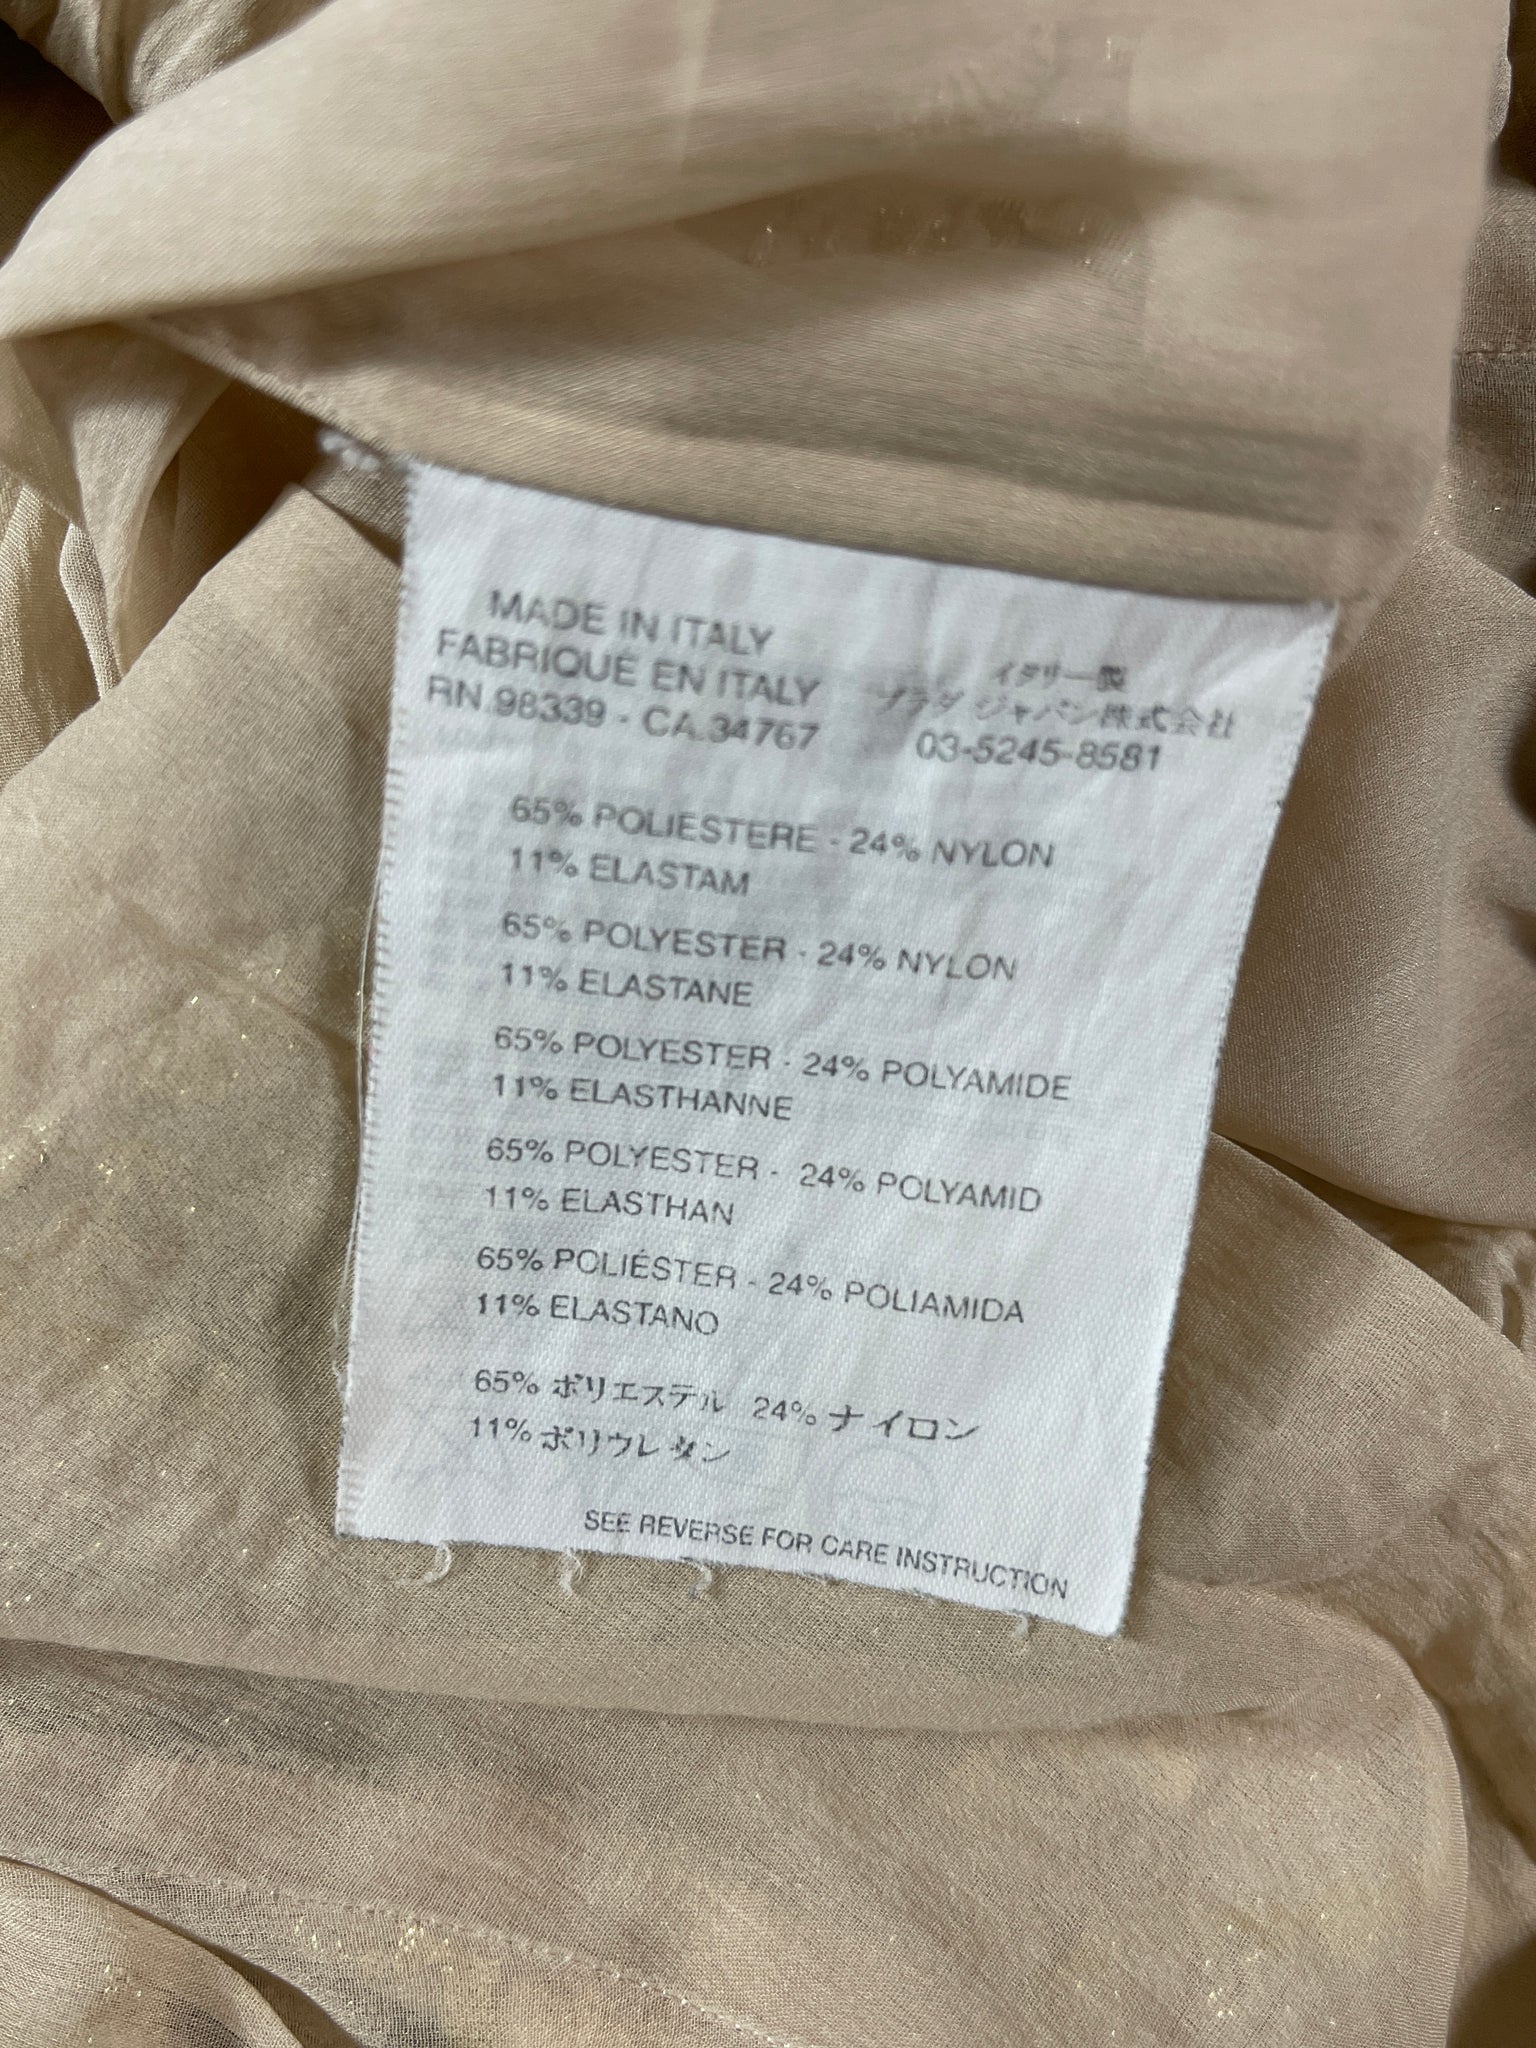 MADE IN ITALY
FABRIQUÉ EN ITALY
RN.98339 - CA.34767
イタリー製
プラダ ジャパン株式会社
03-5245-8581
65% POLIESTERE - 24% NYLON
11% ELASTAM
65% POLYESTER - 24% NYLON
11% ELASTANE
65% POLYESTER - 24% POLYAMIDE
11% ELASTHANNE
65% POLYESTER - 24% POLYAMID
11% ELASTHAN
65% POLIÉSTER - 24% POLIAMIDA
11% ELASTANO
65% ポリエステル 24% ナイロン
11% ポリウレタン
SEE REVERSE FOR CARE INSTRUCTION